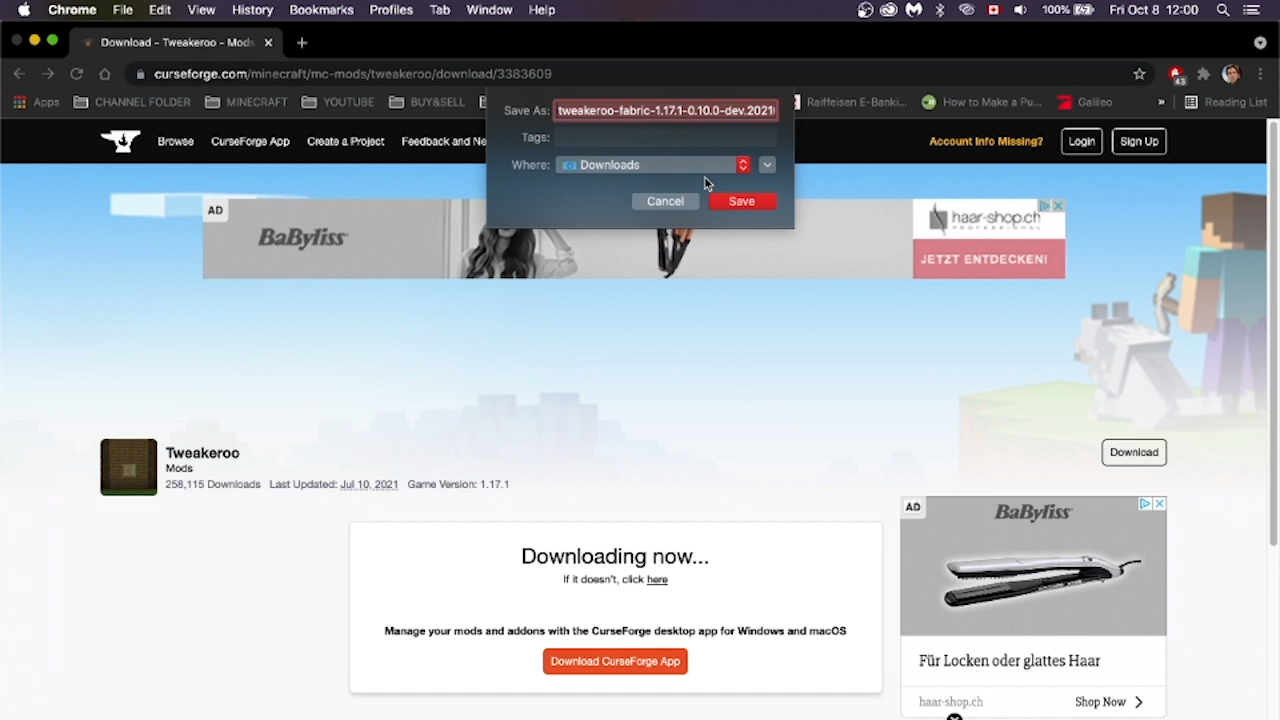 Chrome File Edit View History Bookmarks Profiles Tab Window Help 100% Fri Oct 8 12:00
Download - Tweakeroo - Mods
curseforge.com/minecraft/mc-mods/tweakeroo/download/3383609
43
Apps CHANNEL FOLDER MINECRAFT YOUTUBE BUY&SELL Raiffeisen E-Banki... How to Make a Pu... Galileo » Reading List
Save As: tweakeroo-fabric-1.17.1-0.10.0-dev.2021
Tags:
Where: Downloads
Cancel Save
Browse CurseForge App Create a Project Feedback and Ne Account Info Missing? Login Sign Up
AD
BaByliss
haar-shop.ch
PROFESSIONAL
JETZT ENTDECKEN!
Tweakeroo
Mods
258,115 Downloads Last Updated: Jul 10, 2021 Game Version: 1.17.1
Download
Downloading now...
If it doesn't, click here
Manage your mods and addons with the CurseForge desktop app for Windows and macOS
Download CurseForge App
AD
BaByliss
Für Locken oder glattes Haar
haar-shop.ch Shop Now